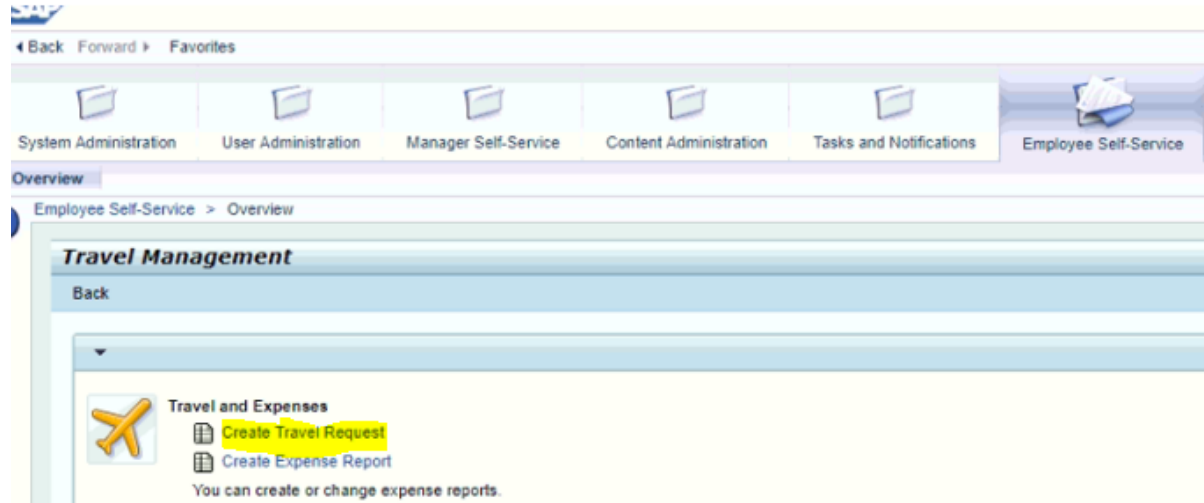 SAP
Back Forward Favorites
System Administration User Administration Manager Self-Service Content Administration Tasks and Notifications Employee Self-Service
Overview
Employee Self-Service > Overview
Travel Management
Back
Travel and Expenses
Create Travel Request
Create Expense Report
You can create or change expense reports.